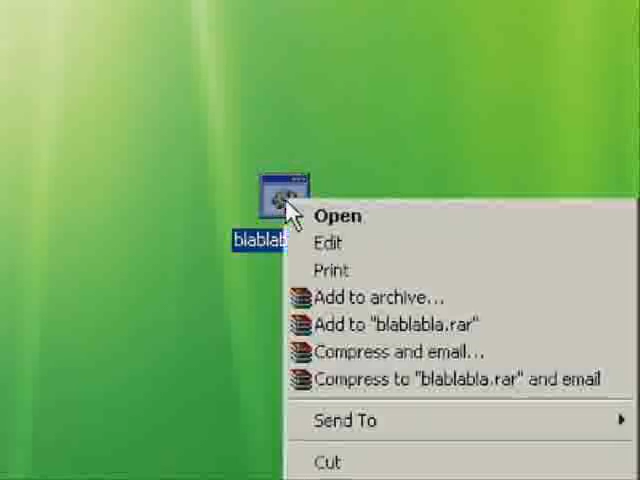 blablab
Open
Edit
Print
Add to archive...
Add to "blablabla.rar"
Compress and email...
Compress to "blablabla.rar" and email
Send To
Cut